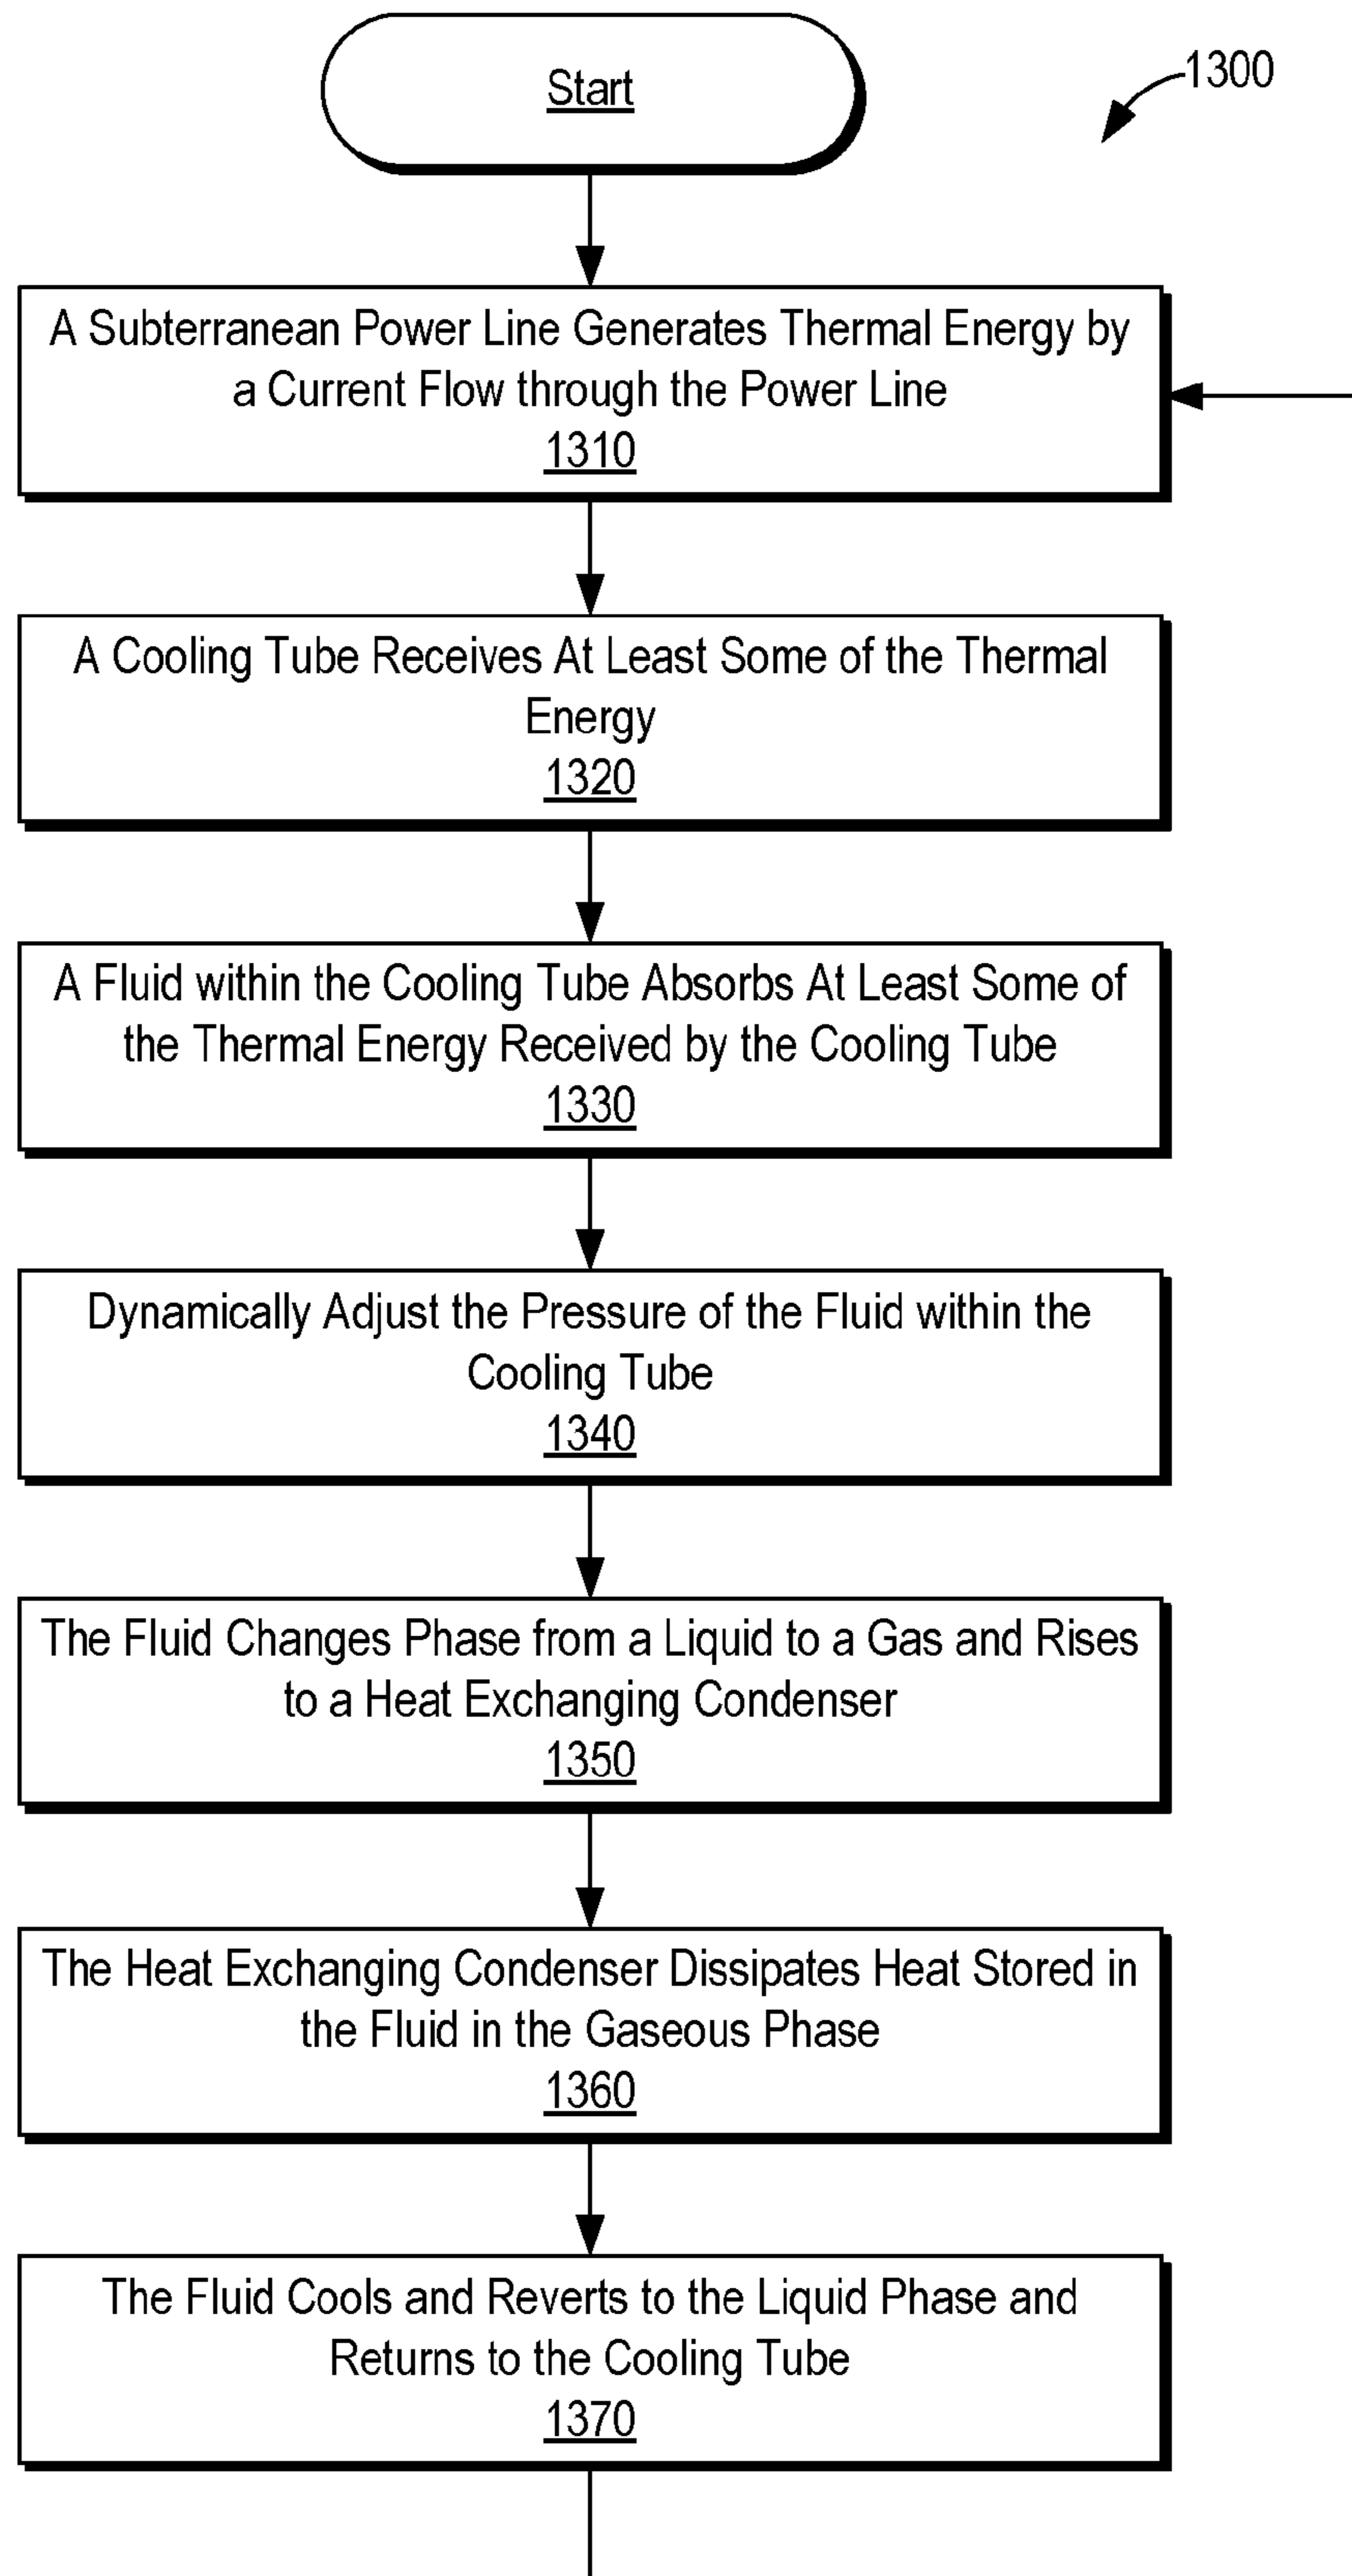 Start
1300
A Subterranean Power Line Generates Thermal Energy by
a Current Flow through the Power Line
1310
A Cooling Tube Receives At Least Some of the Thermal
Energy
1320
A Fluid within the Cooling Tube Absorbs At Least Some of
the Thermal Energy Received by the Cooling Tube
1330
Dynamically Adjust the Pressure of the Fluid within the
Cooling Tube
1340
The Fluid Changes Phase from a Liquid to a Gas and Rises
to a Heat Exchanging Condenser
1350
The Heat Exchanging Condenser Dissipates Heat Stored in
the Fluid in the Gaseous Phase
1360
The Fluid Cools and Reverts to the Liquid Phase and
Returns to the Cooling Tube
1370